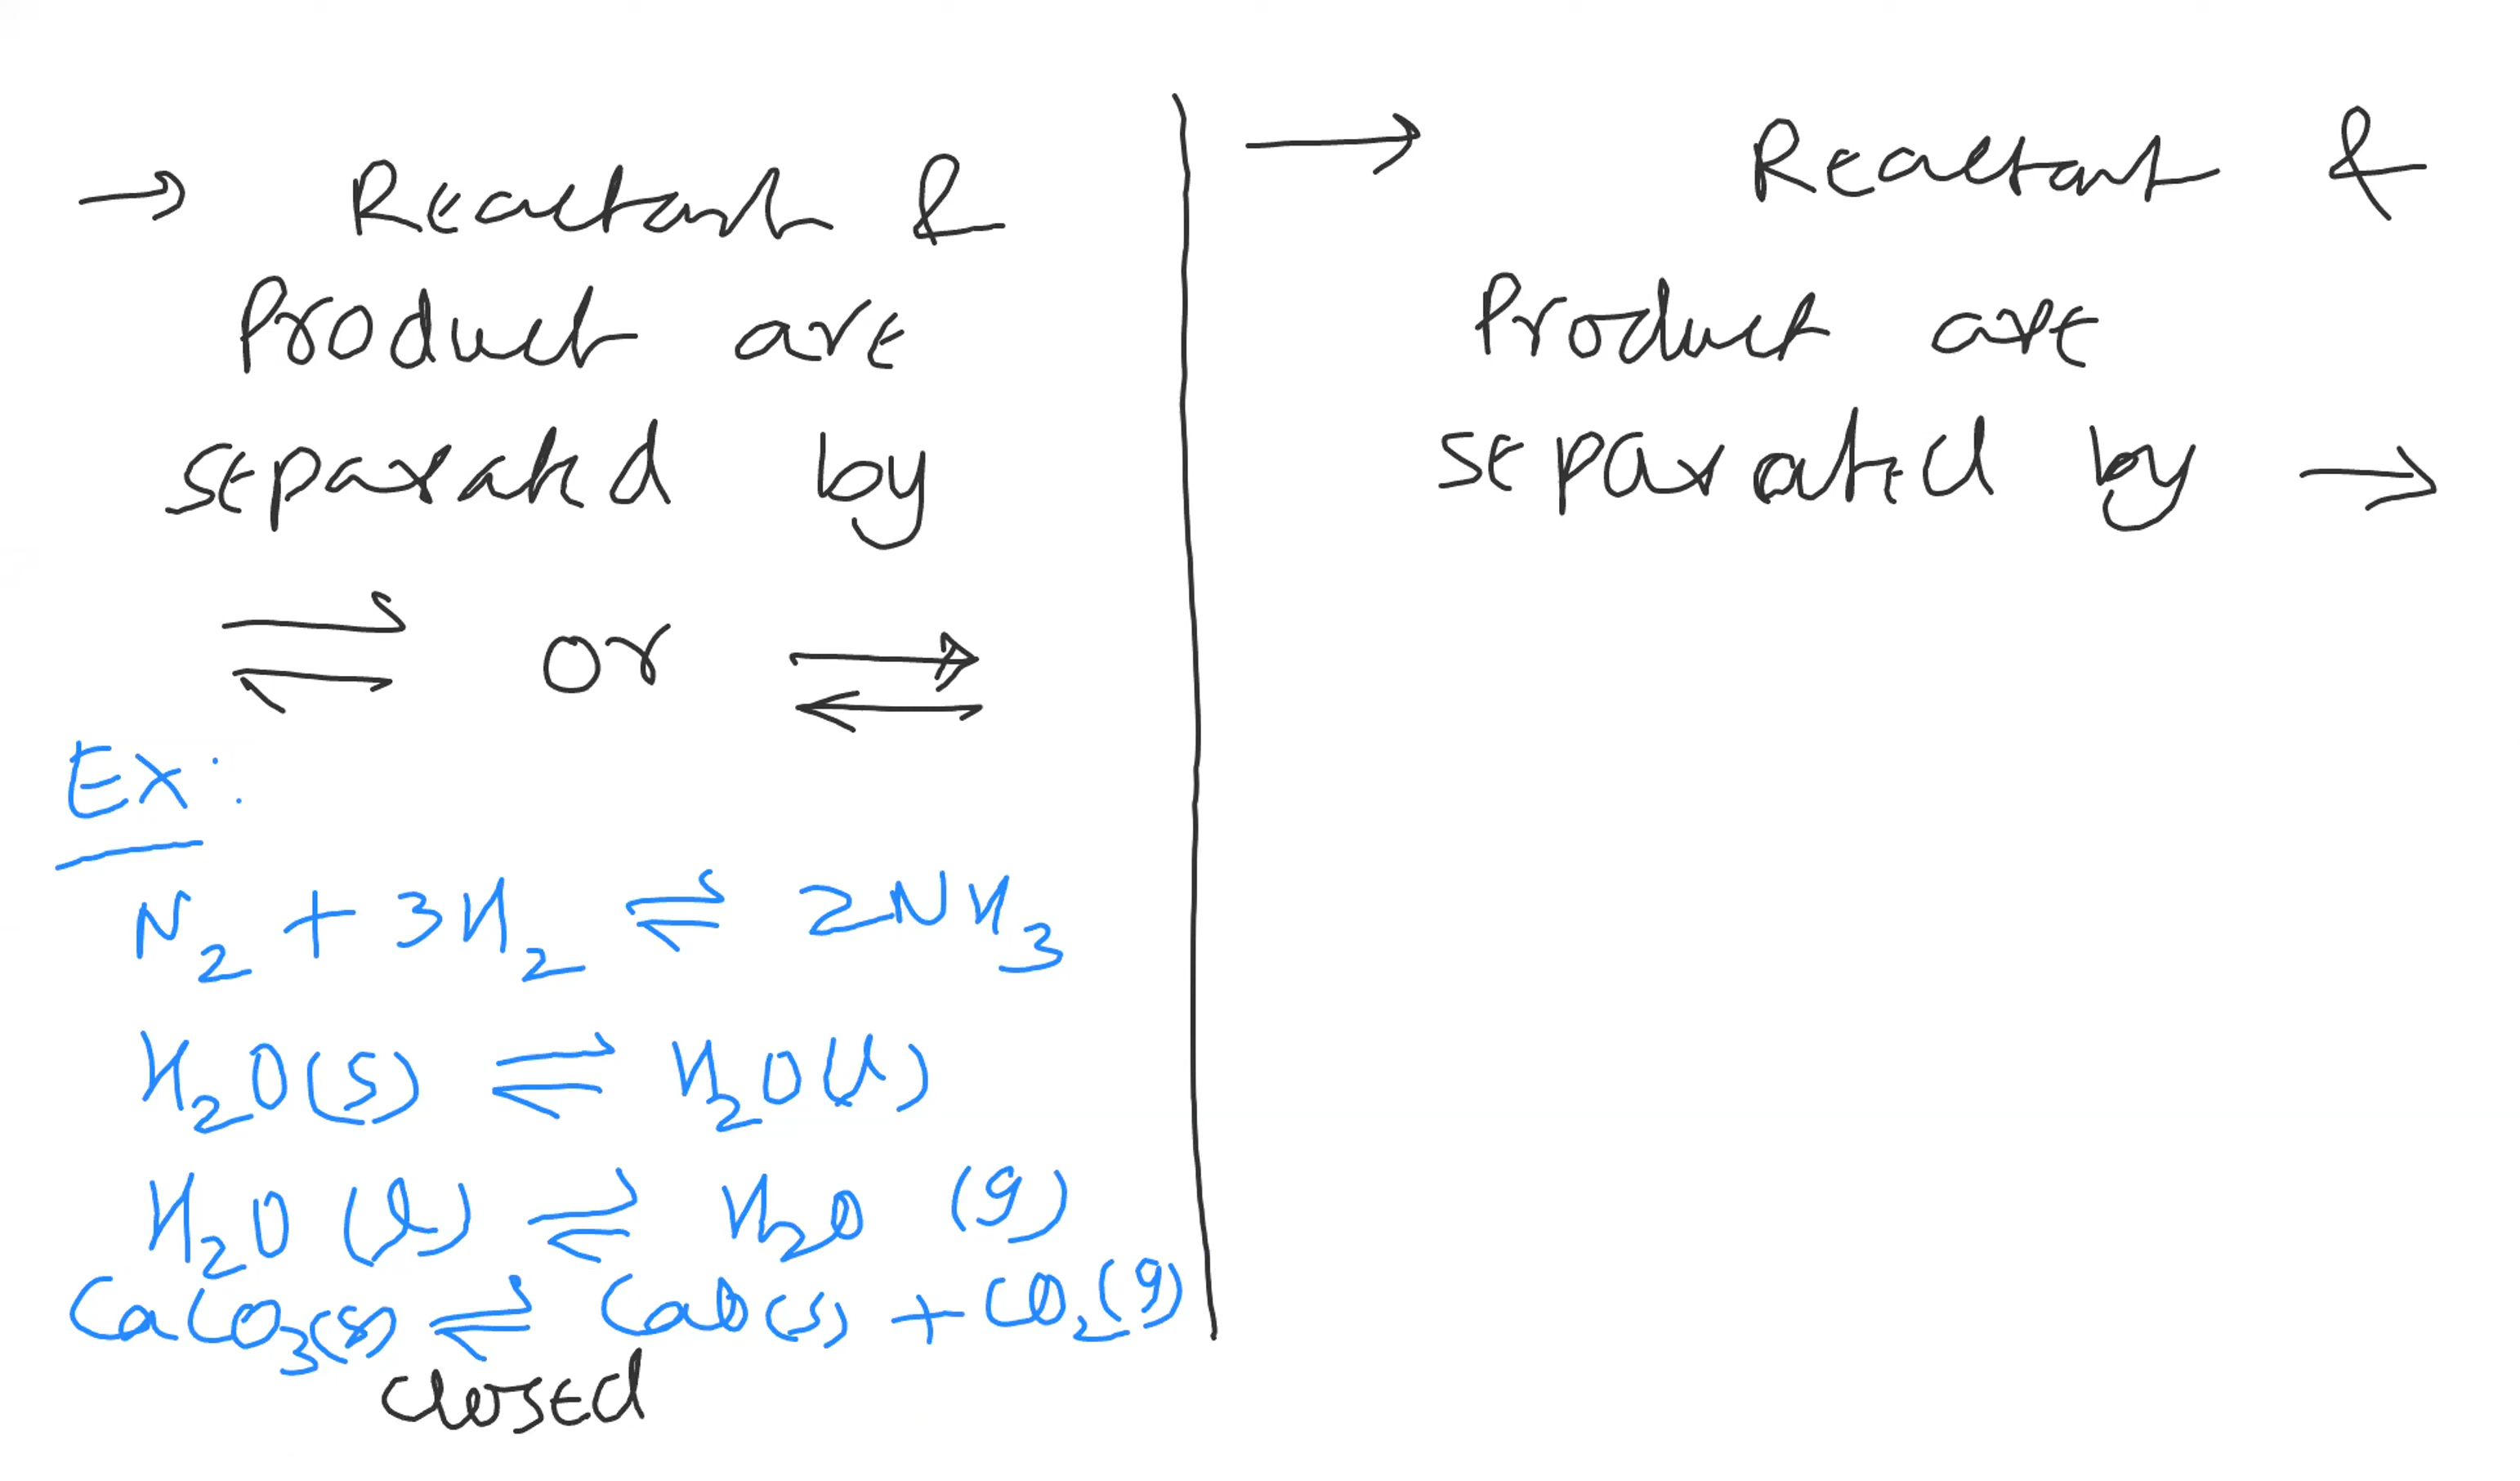 → Reactant &
Product are
separated by
⇌ or ⇄
Ex:
N₂ + 3H₂ ⇌ 2NH₃
H₂O(s) ⇌ H₂O(l)
H₂O (l) ⇌ H₂O (g)
CaCO₃(s) ⇌ CaO(s) + CO₂(g)
closed
→ Reactant &
Product are
separated by →